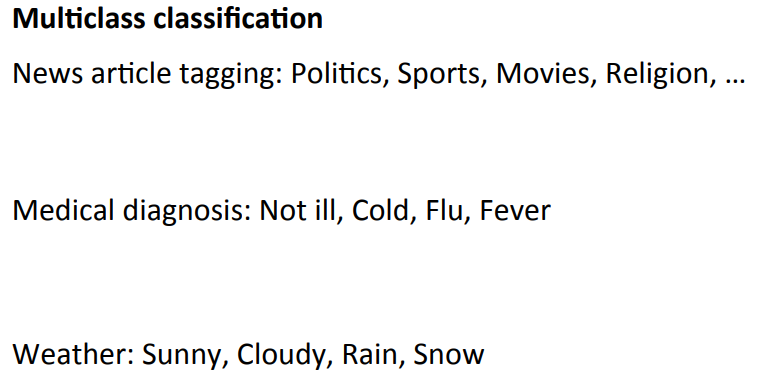 Multiclass classification
News article tagging: Politics, Sports, Movies, Religion, ...
Medical diagnosis: Not ill, Cold, Flu, Fever
Weather: Sunny, Cloudy, Rain, Snow